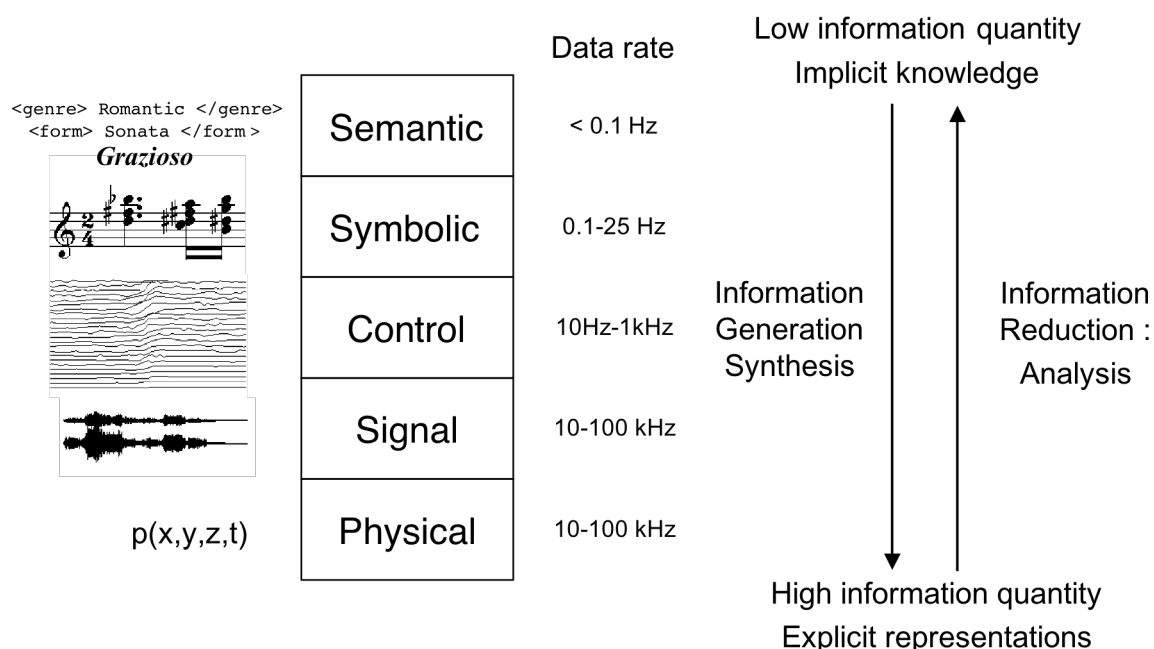 Data rate
Low information quantity
Implicit knowledge
<genre> Romantic </genre>
<form> Sonata </form >
Grazioso
2
4
Semantic
< 0.1 Hz
Symbolic
0.1-25 Hz
Control
10Hz-1kHz
Signal
10-100 kHz
p(x,y,z,t)
Physical
10-100 kHz
Information
Generation
Synthesis
Information
Reduction :
Analysis
High information quantity
Explicit representations